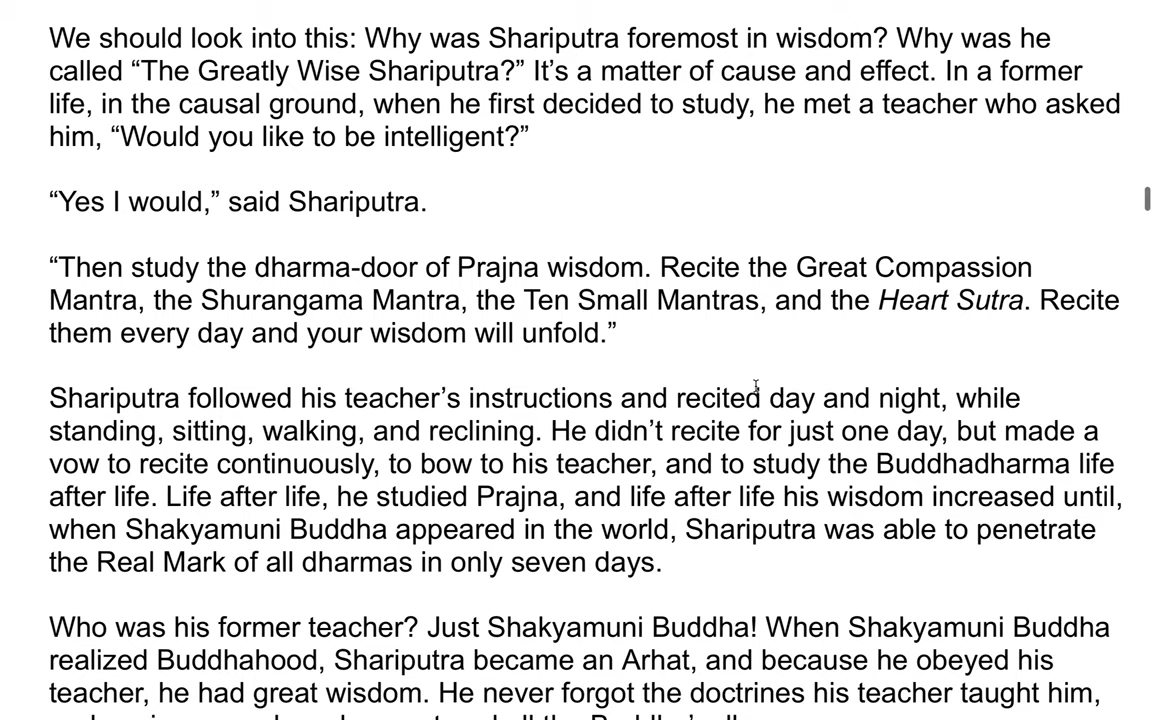 We should look into this: Why was Shariputra foremost in wisdom? Why was he
called “The Greatly Wise Shariputra?” It’s a matter of cause and effect. In a former
life, in the causal ground, when he first decided to study, he met a teacher who asked
him, “Would you like to be intelligent?”
“Yes I would,” said Shariputra.
“Then study the dharma-door of Prajna wisdom. Recite the Great Compassion
Mantra, the Shurangama Mantra, the Ten Small Mantras, and the Heart Sutra. Recite
them every day and your wisdom will unfold.”
Shariputra followed his teacher’s instructions and recited day and night, while
standing, sitting, walking, and reclining. He didn’t recite for just one day, but made a
vow to recite continuously, to bow to his teacher, and to study the Buddhadharma life
after life. Life after life, he studied Prajna, and life after life his wisdom increased until,
when Shakyamuni Buddha appeared in the world, Shariputra was able to penetrate
the Real Mark of all dharmas in only seven days.
Who was his former teacher? Just Shakyamuni Buddha! When Shakyamuni Buddha
realized Buddhahood, Shariputra became an Arhat, and because he obeyed his
teacher, he had great wisdom. He never forgot the doctrines his teacher taught him,